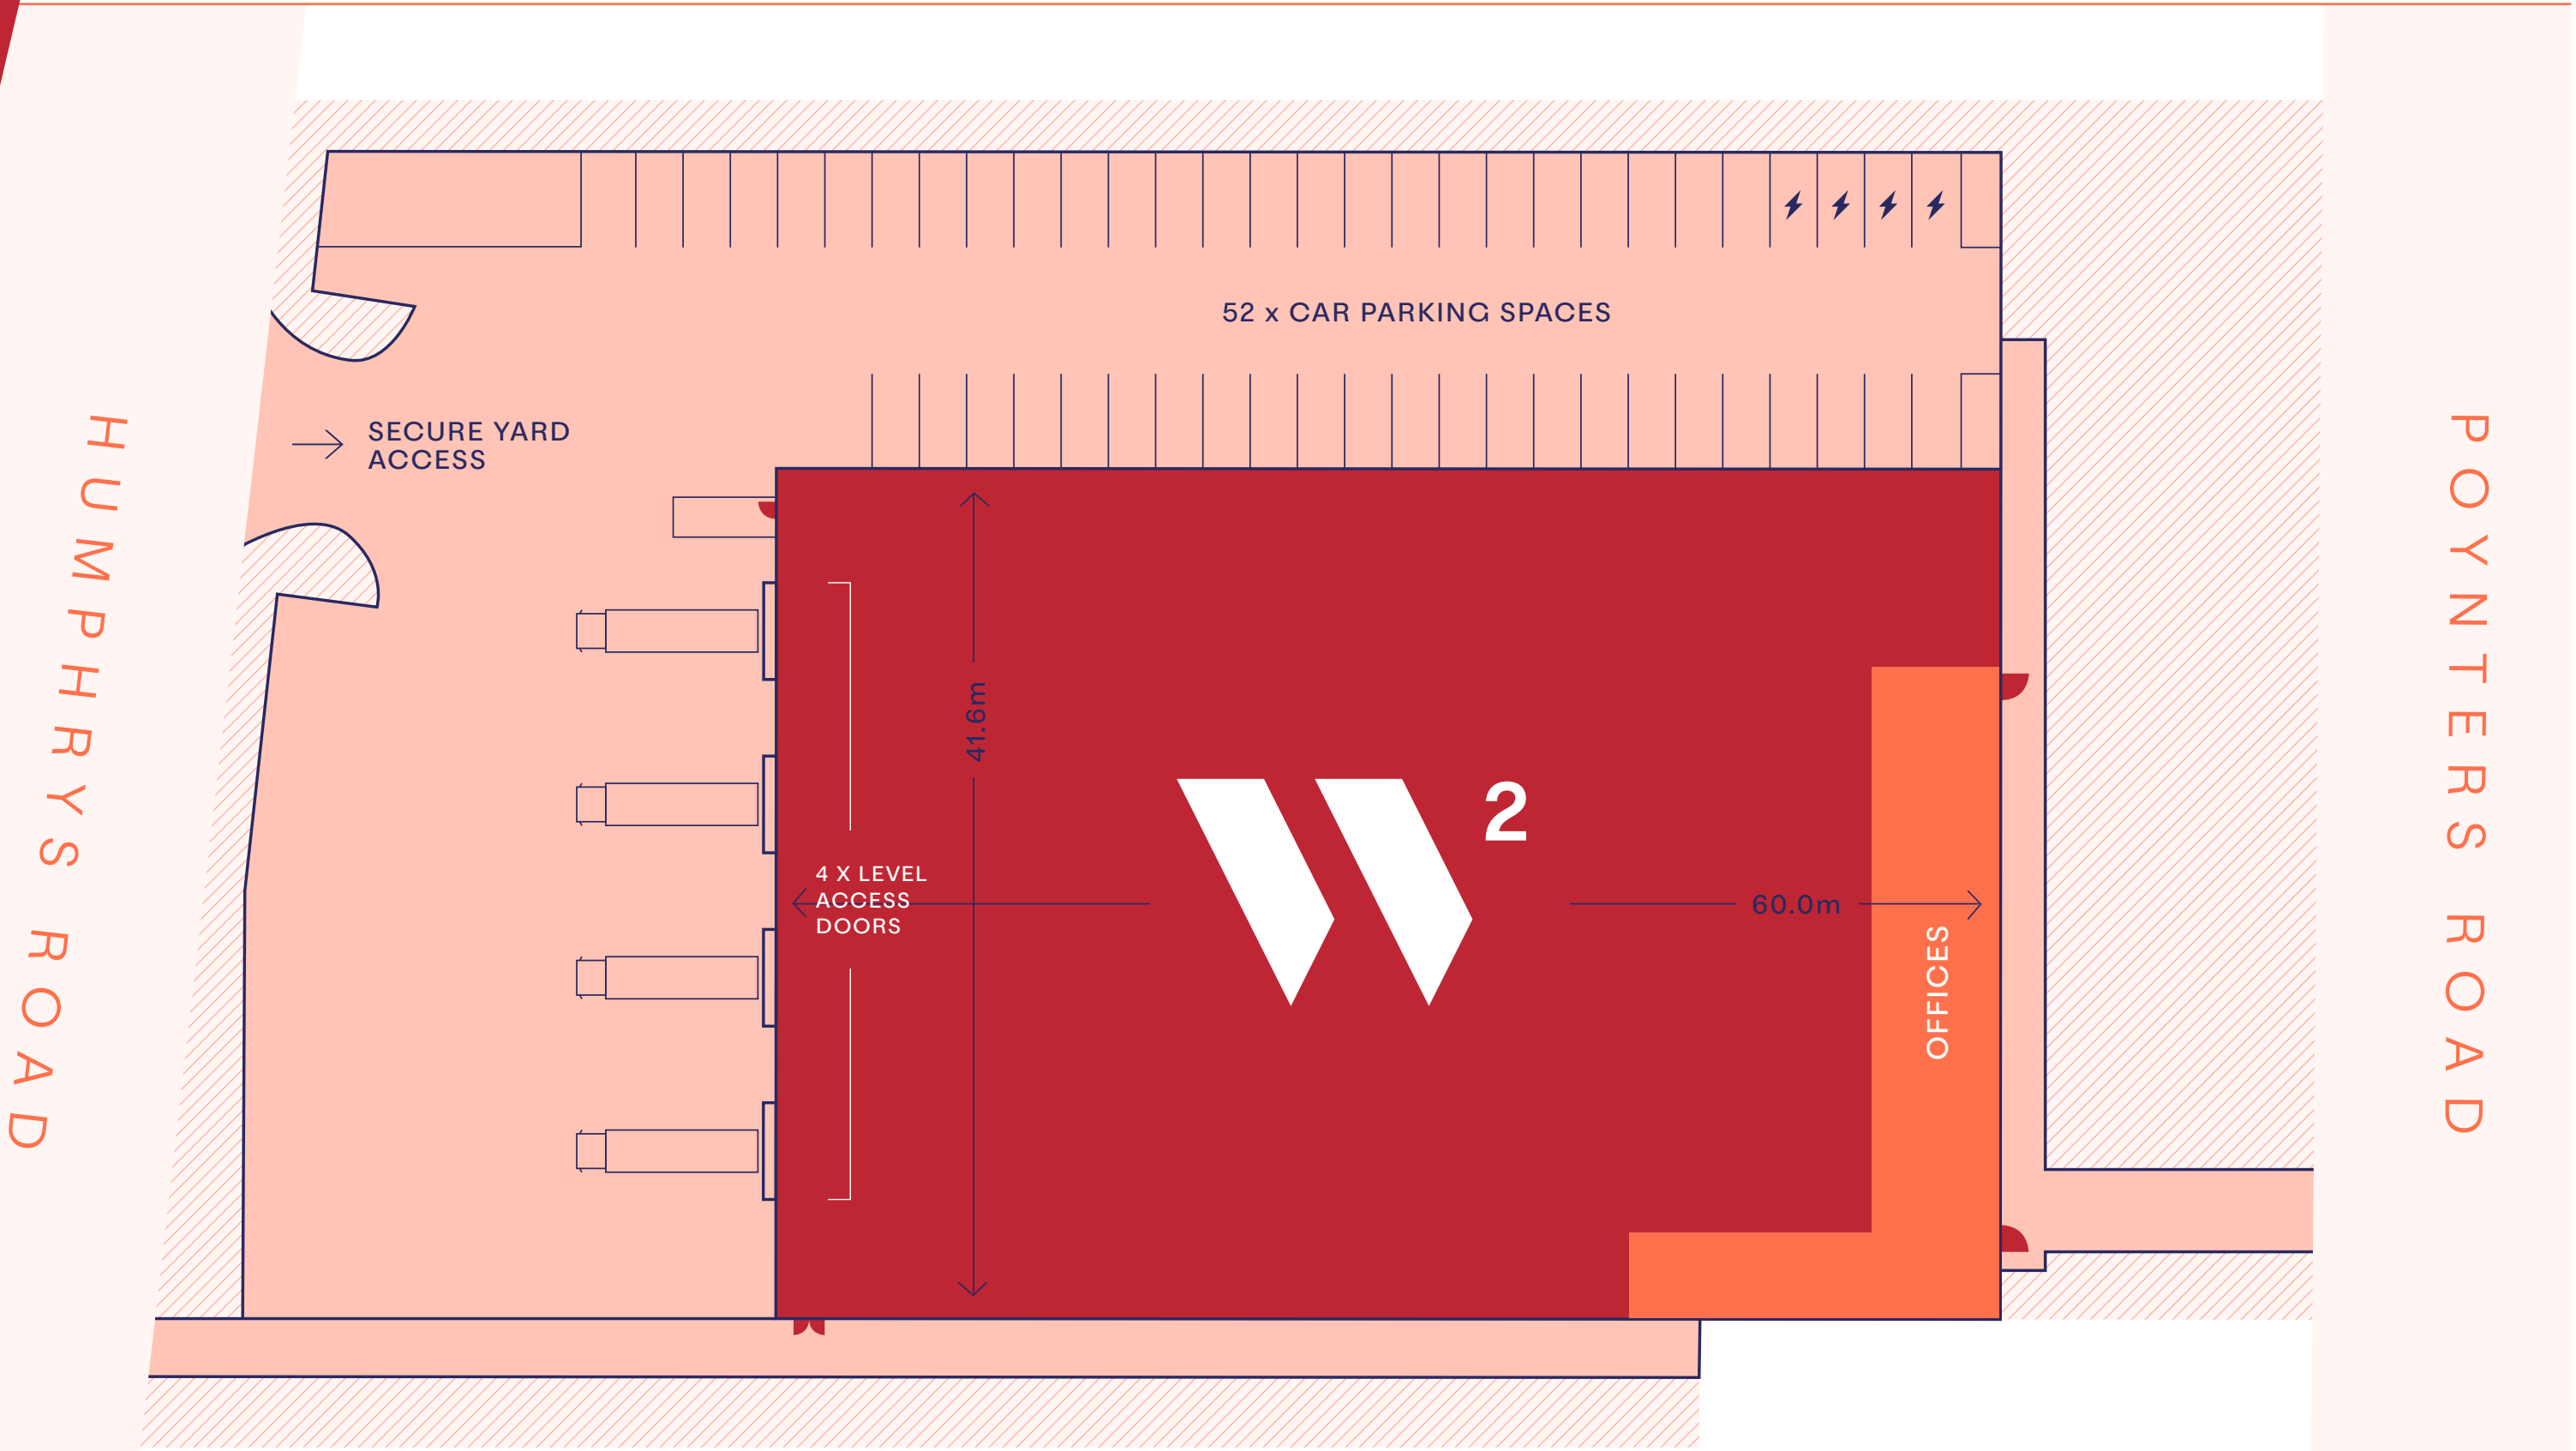 52 x CAR PARKING SPACES
SECURE YARD
ACCESS
HUMPHRYS ROAD
POYNTERS ROAD
41.6m
2
4 X LEVEL
ACCESS
DOORS
60.0m
OFFICES